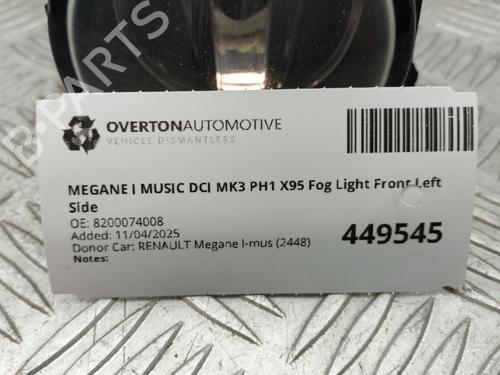 B-PARTS
OVERTONAUTOMOTIVE
VEHICLE DISMANTLERS
MEGANE I MUSIC DCI MK3 PH1 X95 Fog Light Front Left
Side
OE: 8200074008
Added: 11/04/2025
Donor Car: RENAULT Megane I-mus (2448)
Notes:
449545